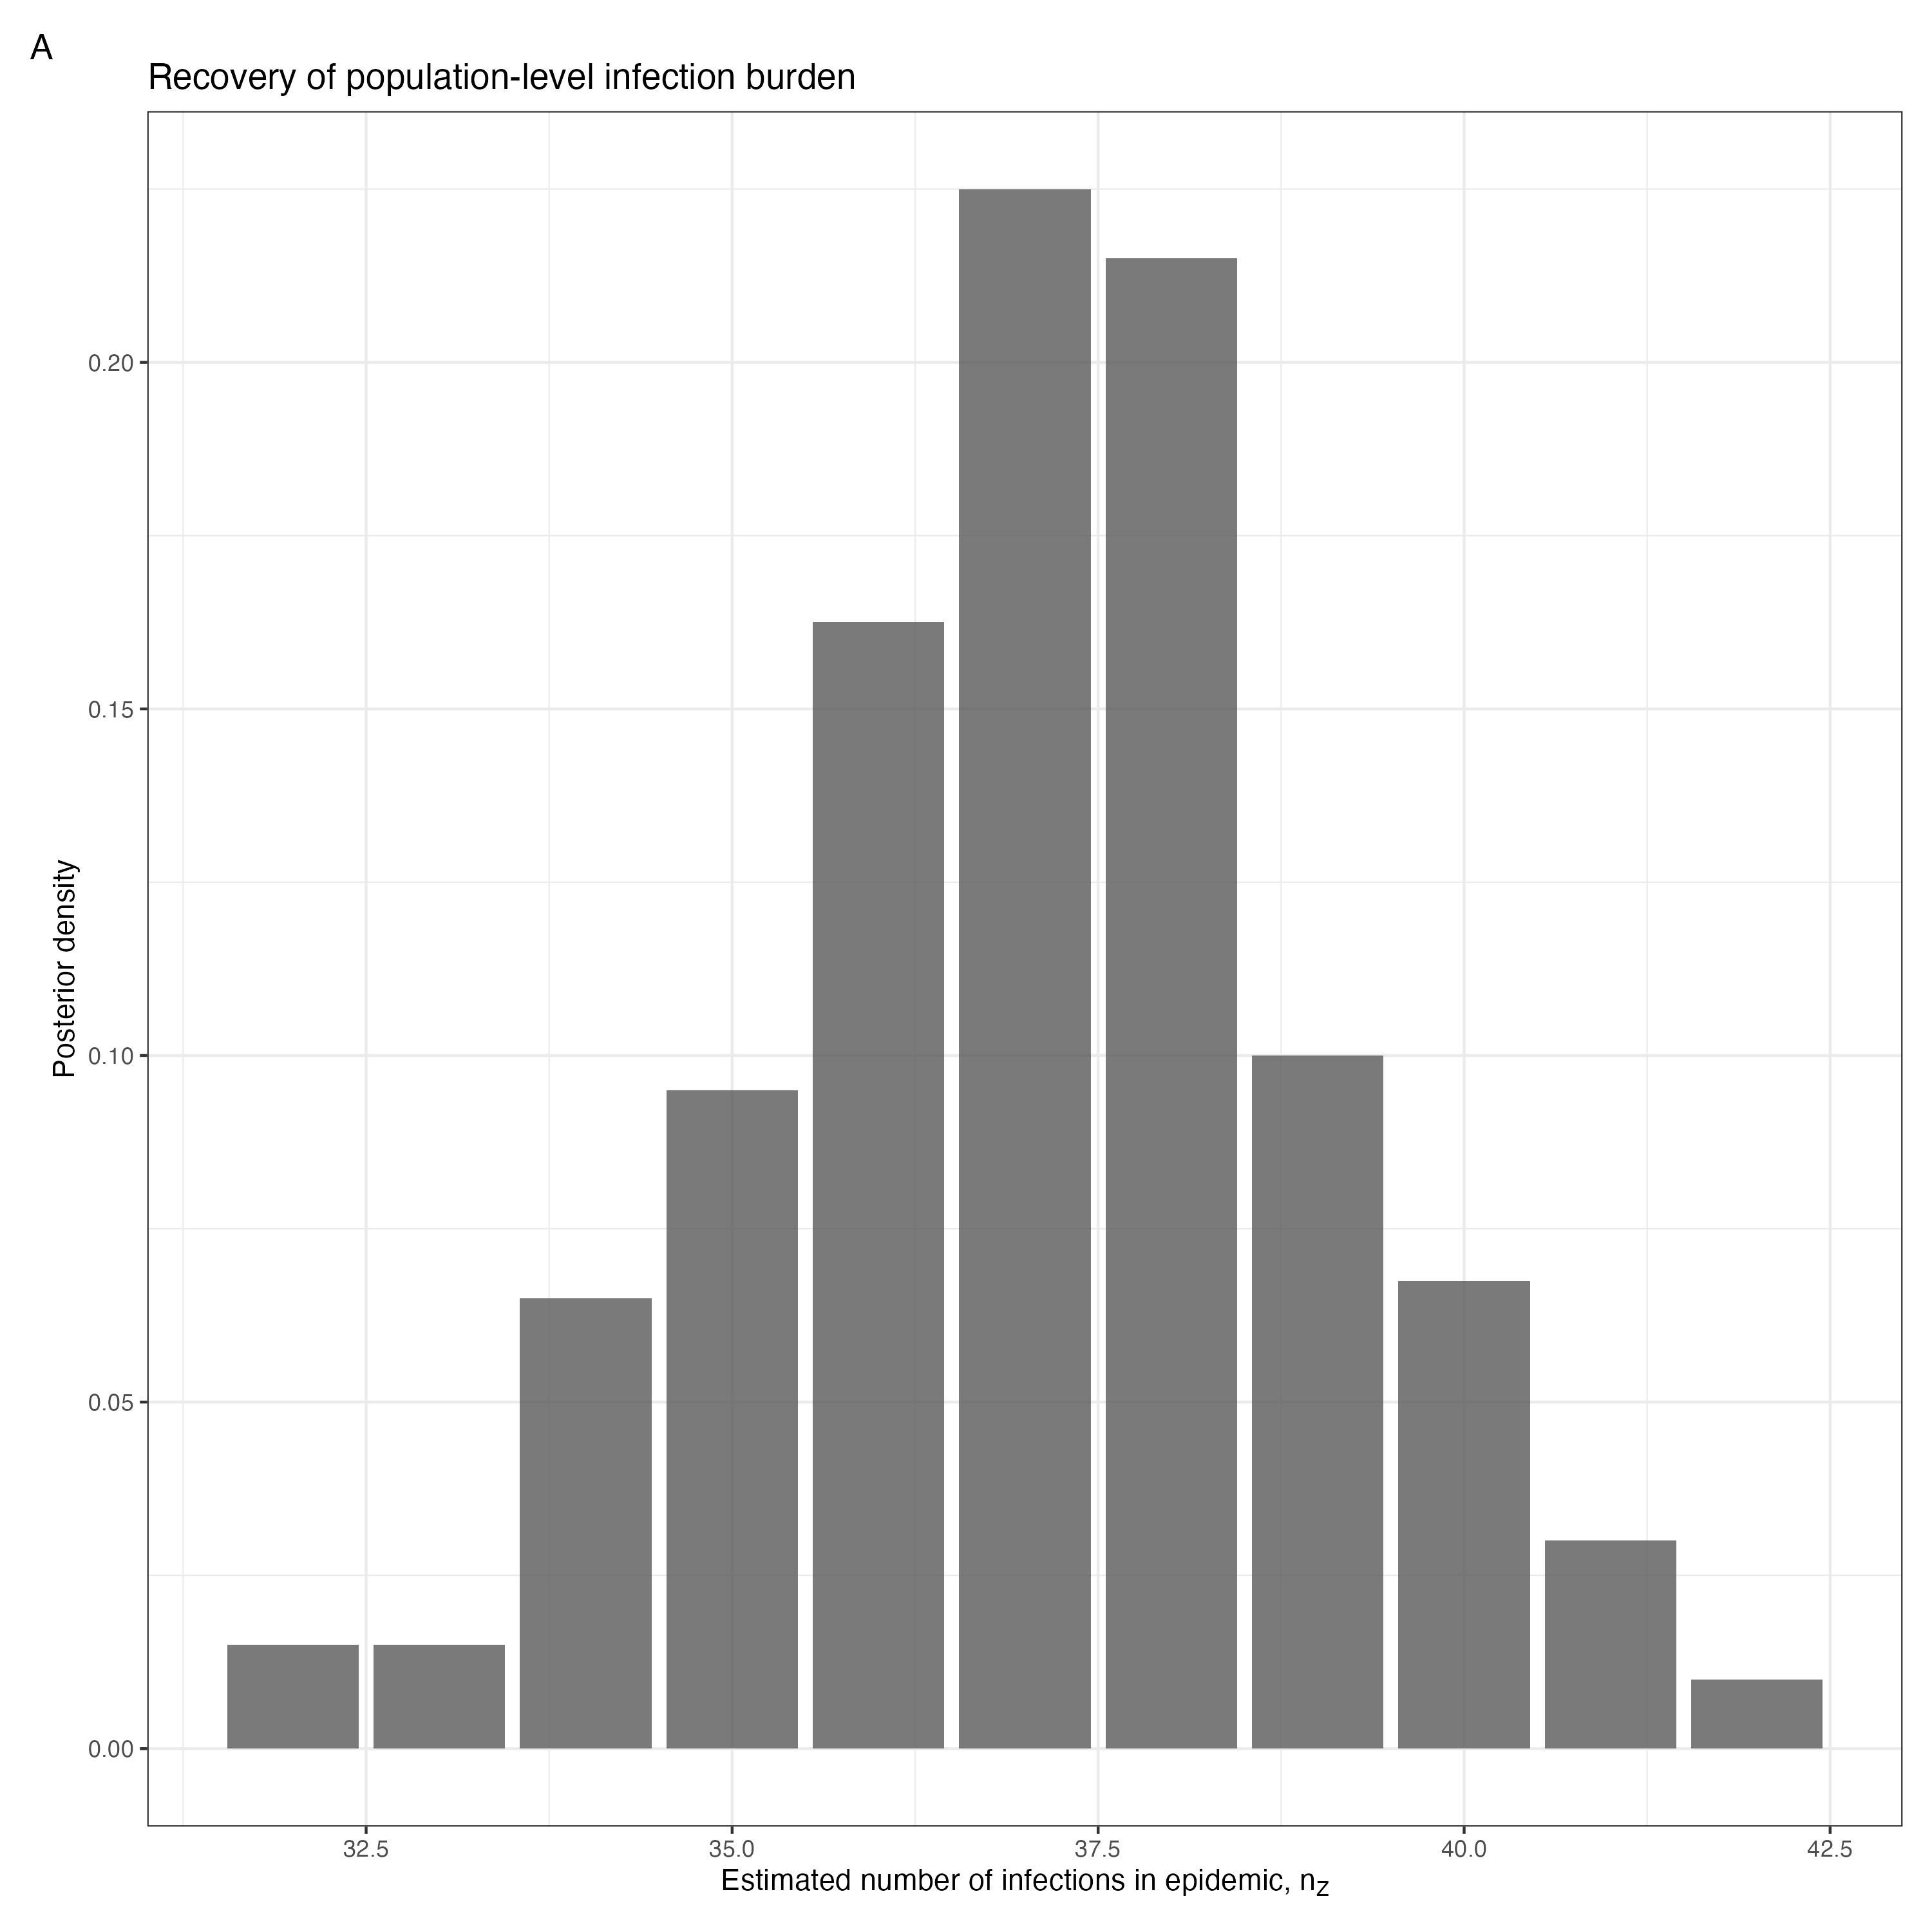 A
Recovery of population-level infection burden
Posterior density
0.20
0.15
0.10
0.05
0.00
32.5 35.0 37.5 40.0 42.5
Estimated number of infections in epidemic, nZ